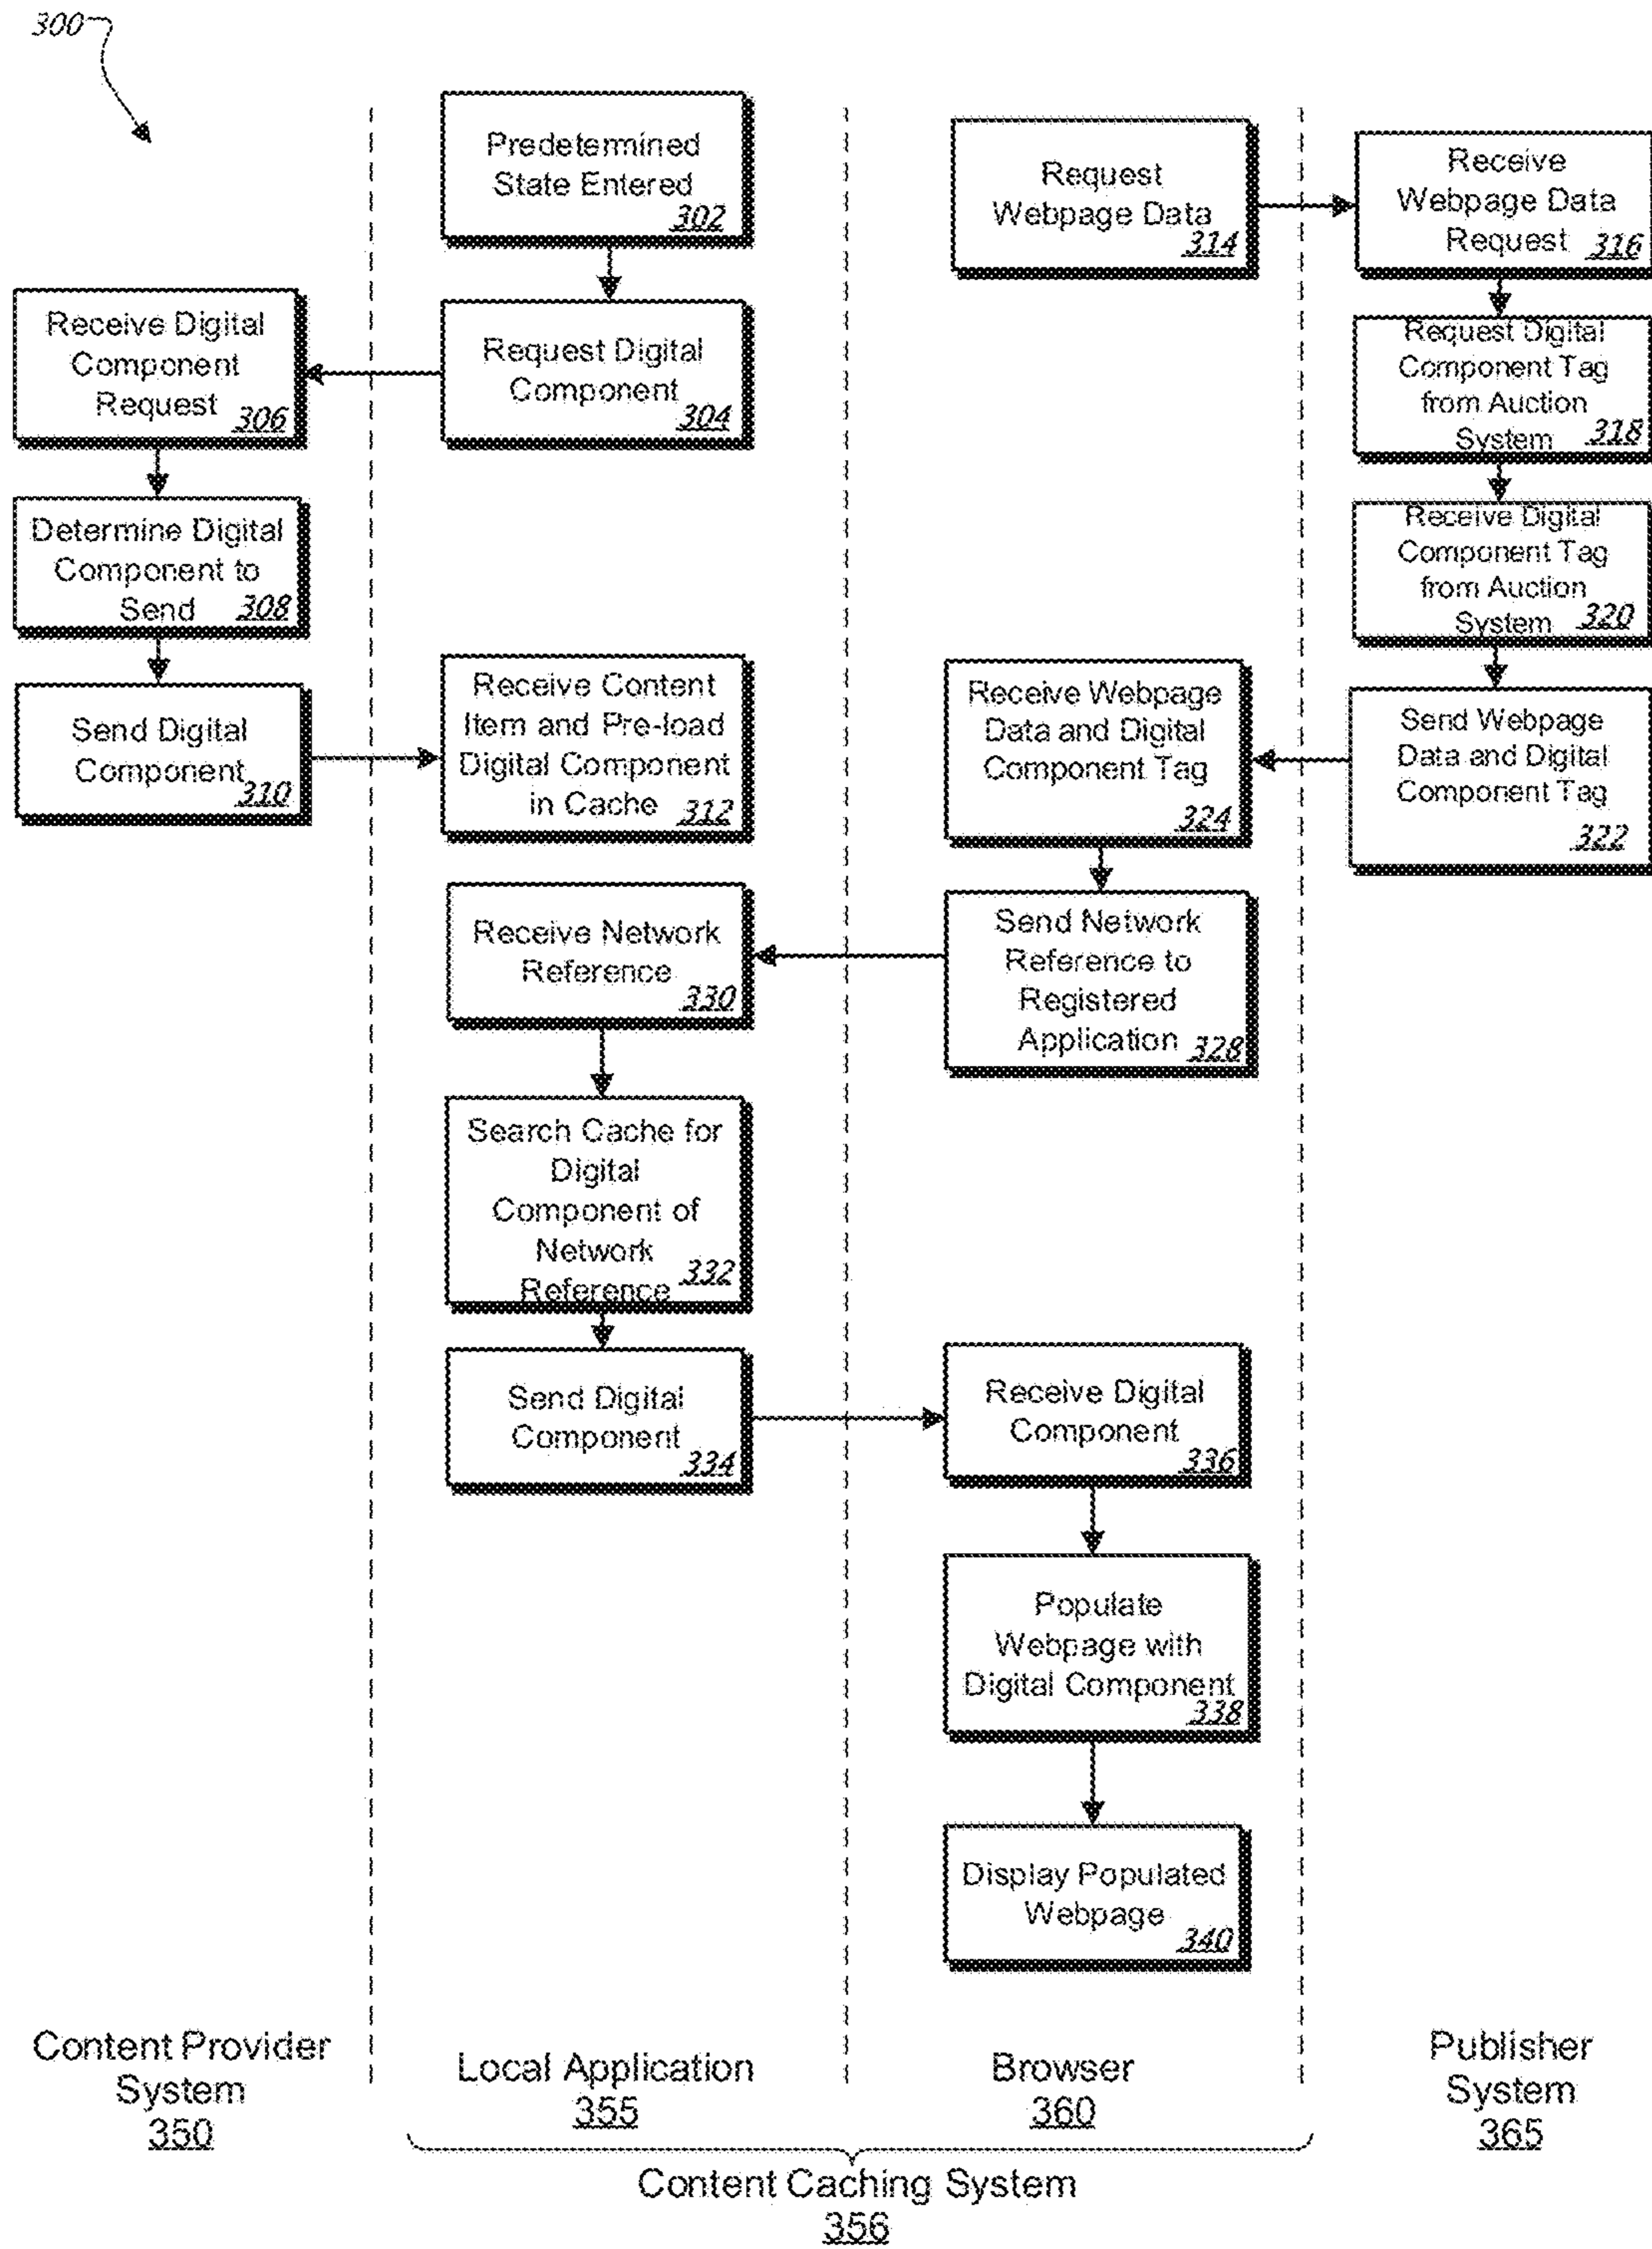 300
Predetermined
State Entered
302
Request Digital
Component
304
Receive Digital
Component
Request
306
Determine Digital
Component to
Send
308
Send Digital
Component
310
Receive Content
Item and Pre-load
Digital Component
in Cache
312
Request
Webpage Data
314
Receive
Webpage Data
Request
316
Request Digital
Component Tag
from Auction
System
318
Receive Digital
Component Tag
from Auction
System
320
Send Webpage
Data and Digital
Component Tag
322
Receive Webpage
Data and Digital
Component Tag
324
Send Network
Reference to
Registered
Application
328
Receive Network
Reference
330
Search Cache for
Digital
Component of
Network
Reference
332
Send Digital
Component
334
Receive Digital
Component
336
Populate
Webpage with
Digital Component
338
Display Populated
Webpage
340
Content Provider
System
350
Local Application
355
Browser
360
Publisher
System
365
Content Caching System
356